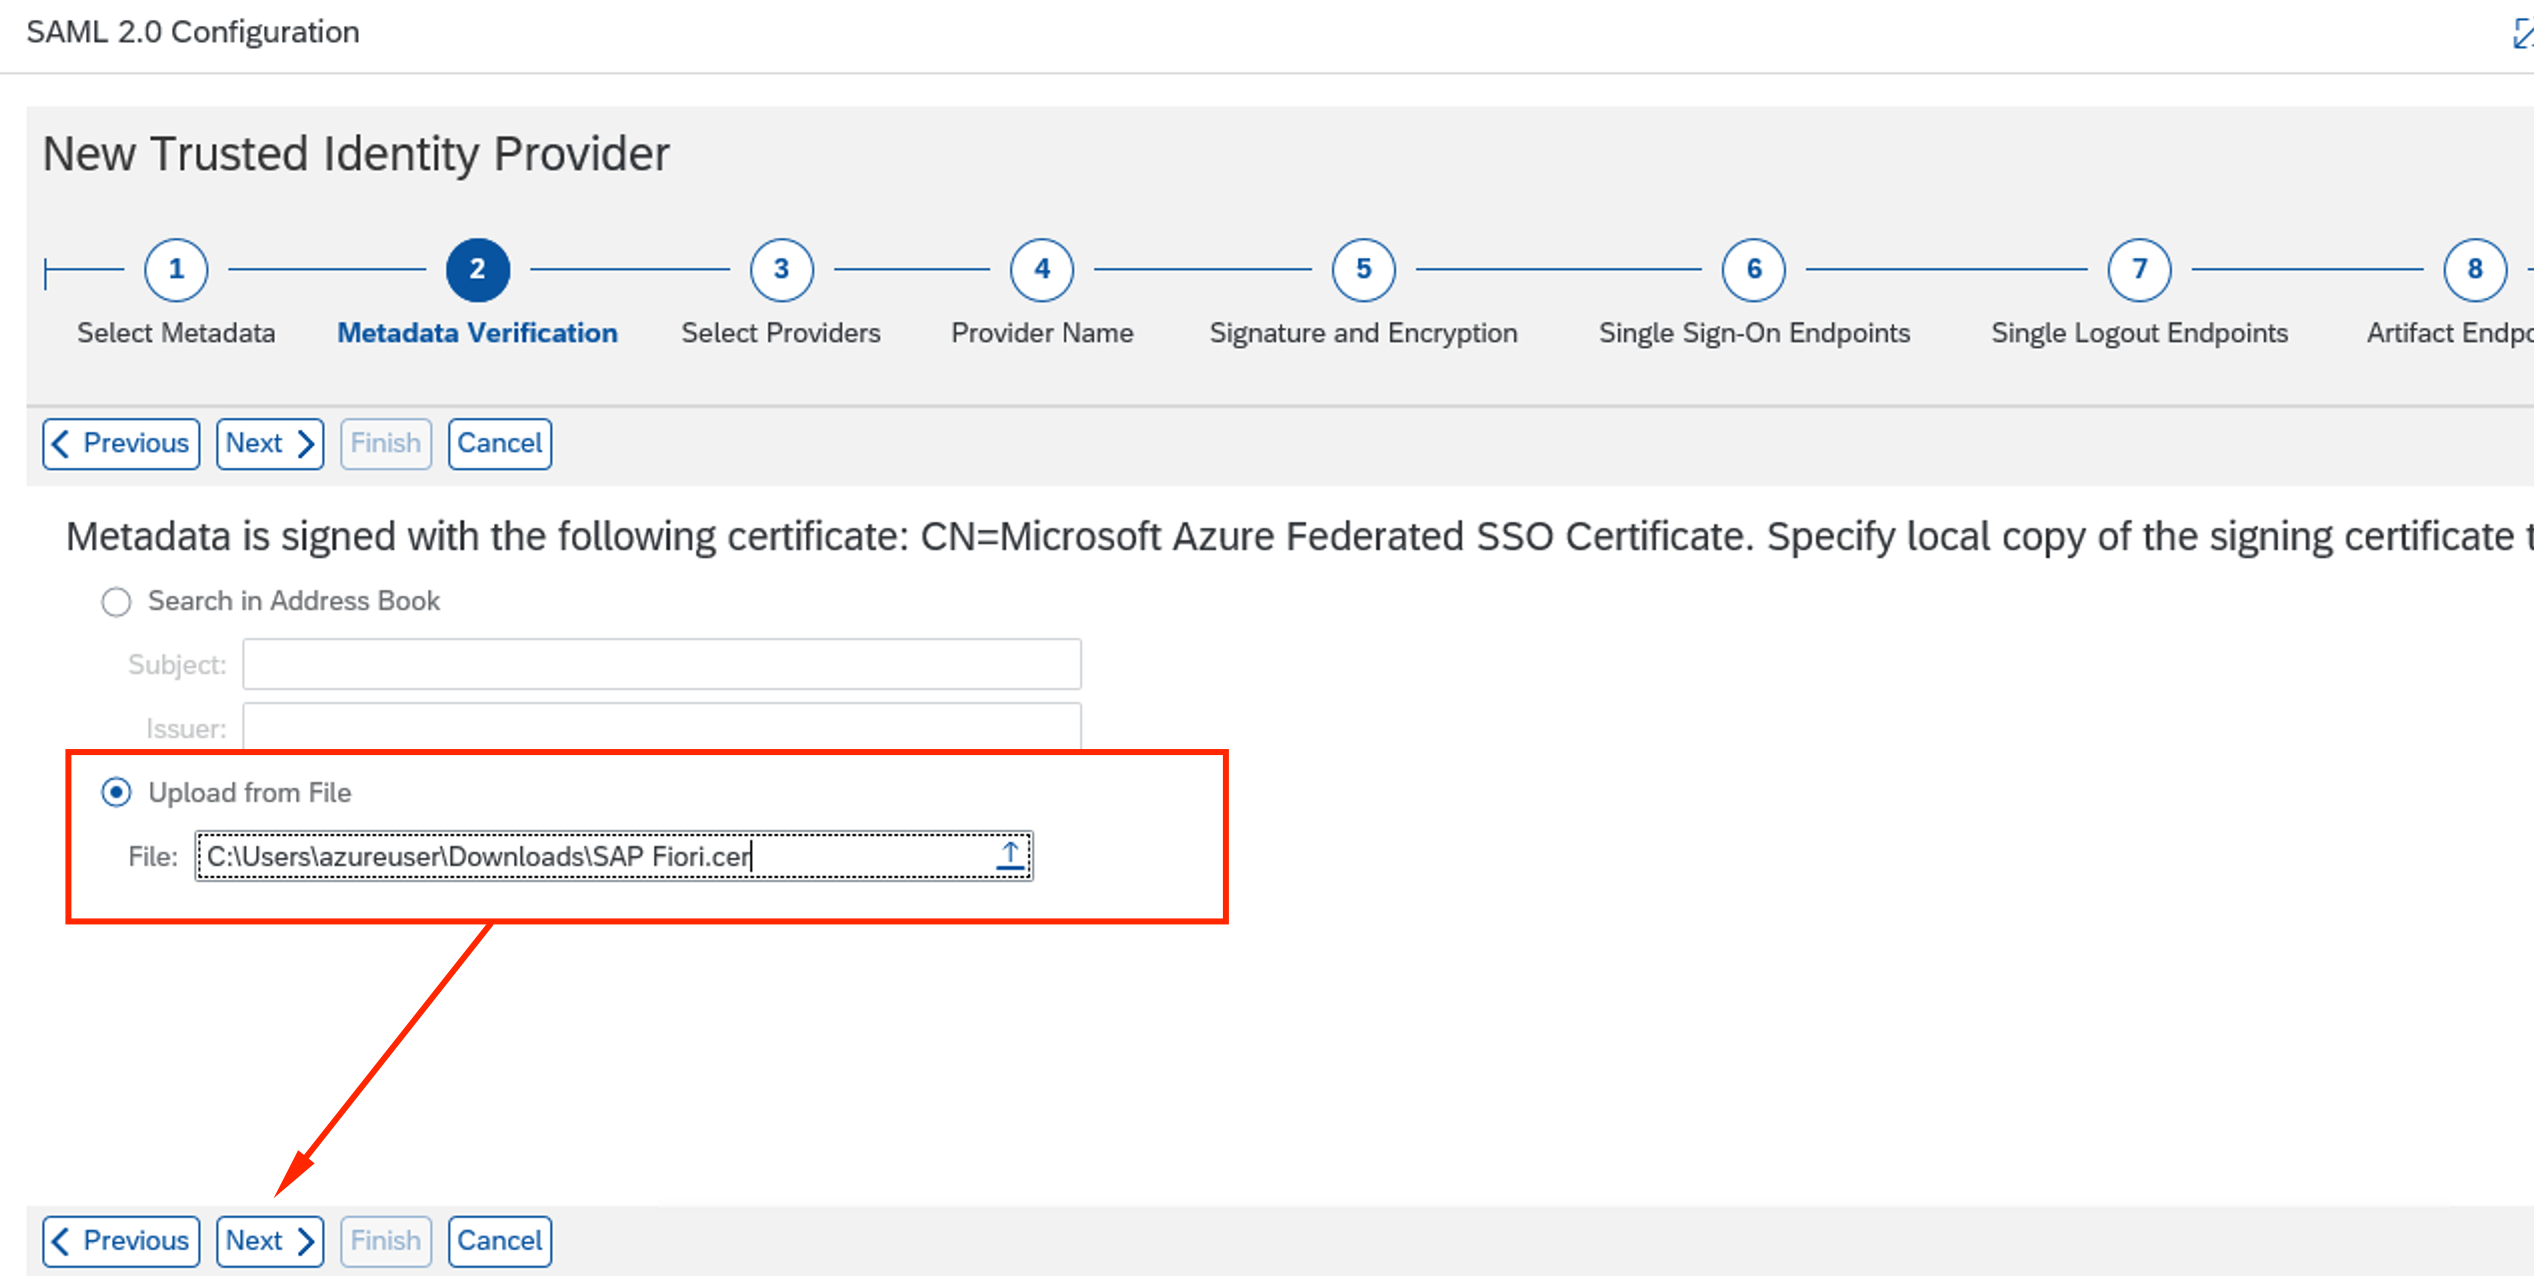 SAML 2.0 Configuration
New Trusted Identity Provider
1 2 3 4 5 6 7 8
Select Metadata Metadata Verification Select Providers Provider Name Signature and Encryption Single Sign-On Endpoints Single Logout Endpoints Artifact Endpo
Previous Next Finish Cancel
Metadata is signed with the following certificate: CN=Microsoft Azure Federated SSO Certificate. Specify local copy of the signing certificate t
Search in Address Book
Subject:
Issuer:
Upload from File
File: C:\Users\azureuser\Downloads\SAP Fiori.cer
Previous Next Finish Cancel